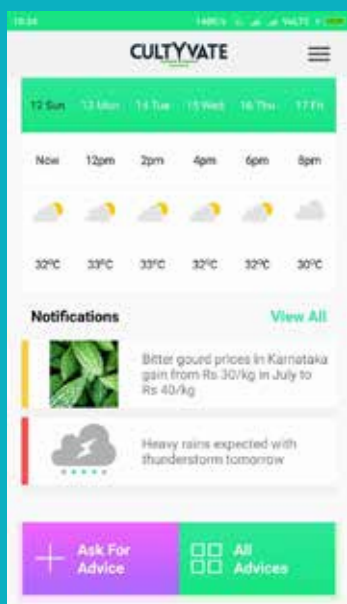 10:34
CULTYVATE
12 Sun 13 Mon 14 Tue 15 Wed 16 Thu 17 Fri
Now 12pm 2pm 4pm 6pm 8pm
32°C 33°C 33°C 32°C 32°C 30°C
Notifications View All
Bitter gourd prices in Karnataka
gain from Rs 30/kg in July to
Rs 40/kg
Heavy rains expected with
thunderstorm tomorrow
Ask For
Advice
All
Advices